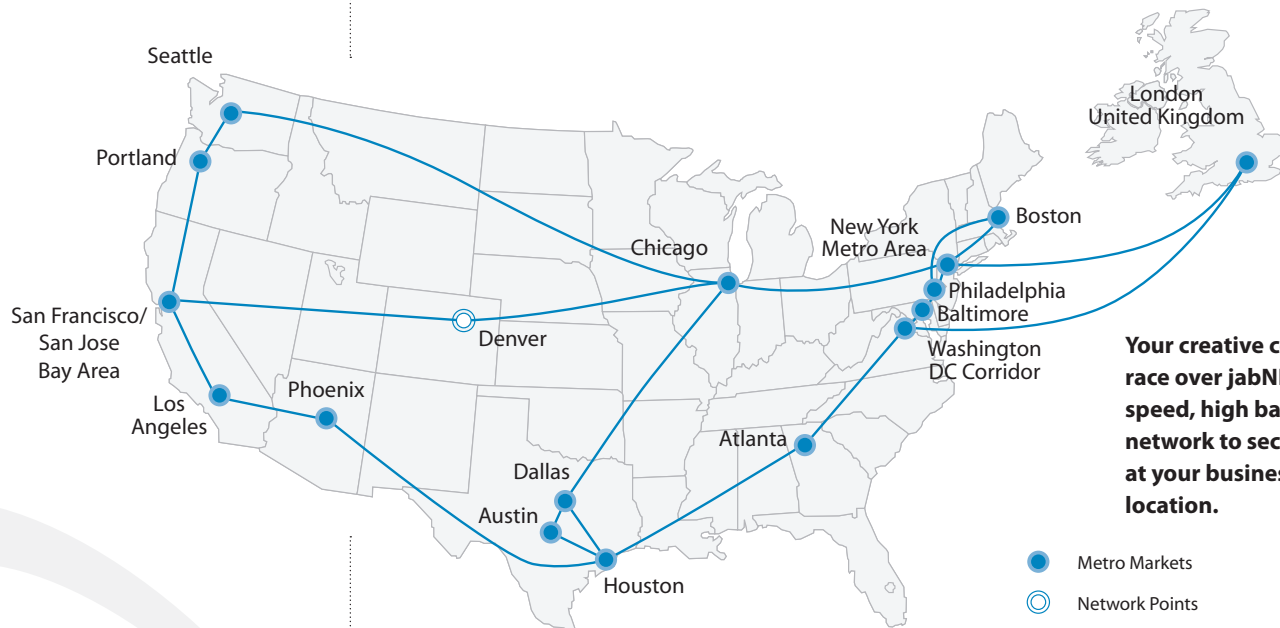 Seattle
London
United Kingdom
Portland
Boston
New York
Metro Area
Chicago
Philadelphia
Baltimore
San Francisco/
San Jose
Bay Area
Denver
Washington
DC Corridor
Your creative c
race over jabN
speed, high ba
network to sec
at your busines
location.
Phoenix
Los
Angeles
Atlanta
Dallas
Austin
Houston
Metro Markets
Network Points